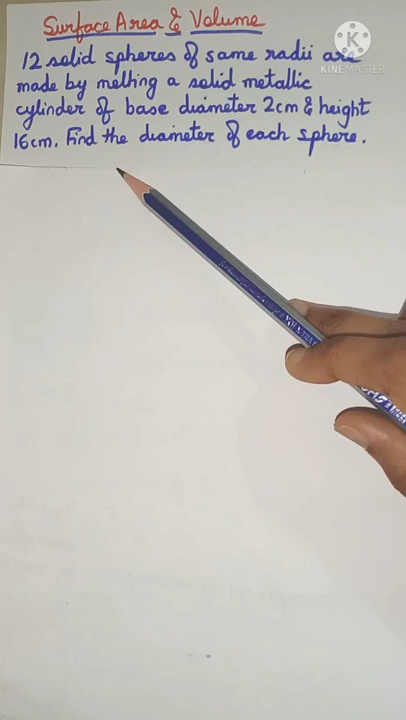 Surface Area & Volume
12 solid spheres of same radii are
made by melting a solid metallic
cylinder of base diameter 2cm & height
16cm. Find the diameter of each sphere.
K
KINEMASTER